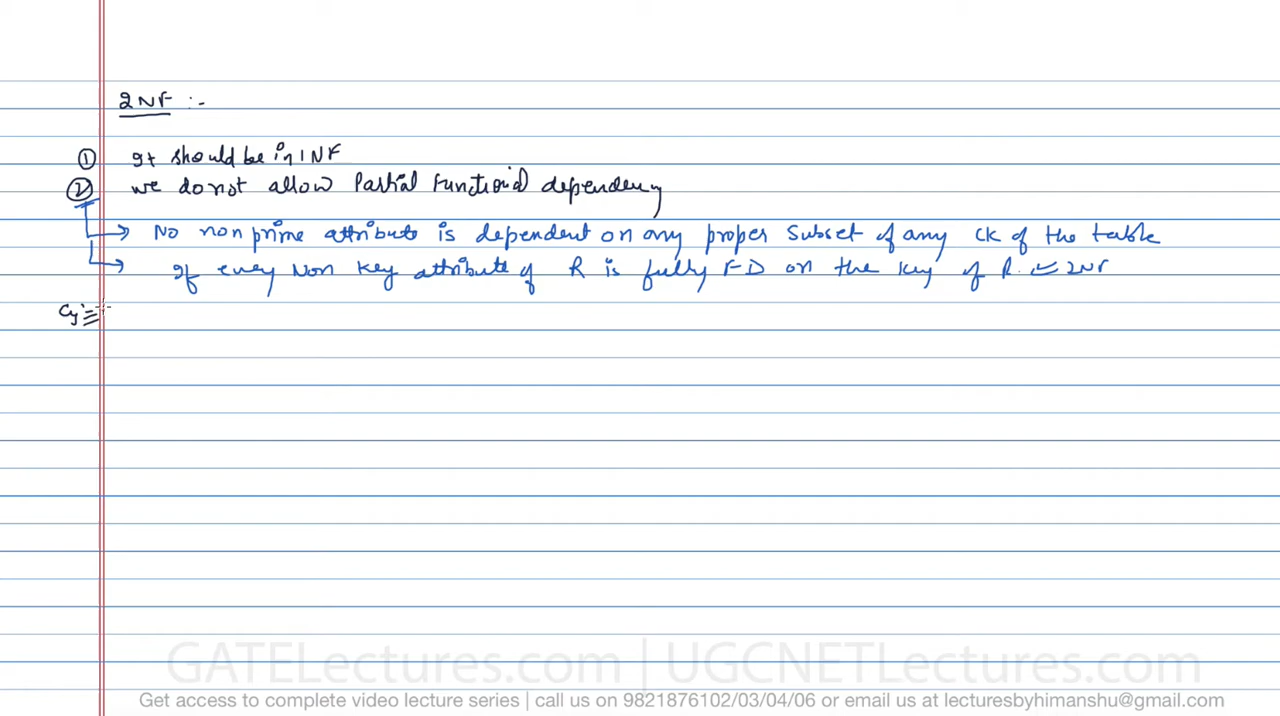 2NF :-
① It should be in 1NF
② We do not allow Partial Functional dependency
→ No non prime attribute is dependent on any proper subset of any CK of the table
→ If every Non key attribute of R is fully FD on the key of R. 2NF
Eg:-
GATELectures.com | UGCNETLectures.com
Get access to complete video lecture series | call us on 9821876102/03/04/06 or email us at lecturesbyhimanshu@gmail.com